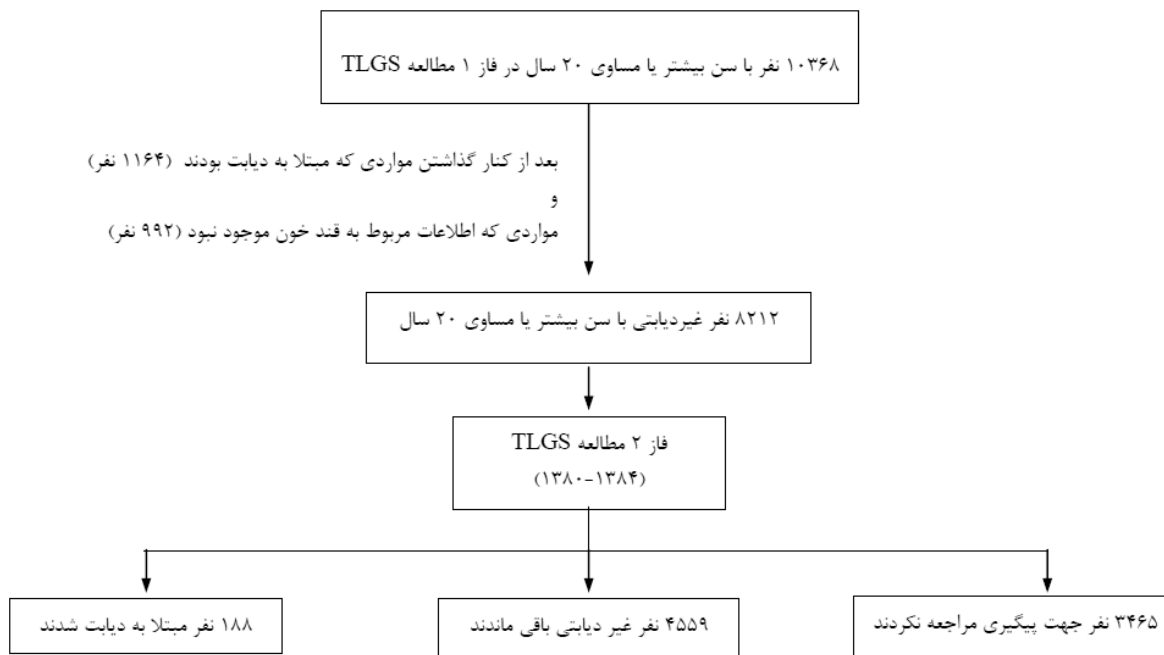 ۱۰۳۶۸ نفر با سن بیشتر یا مساوی ۲۰ سال در فاز ۱ مطالعه TLGS
بعد از کنار گذاشتن مواردی که مبتلا به دیابت بودند (۱۱۶۴ نفر)
و
مواردی که اطلاعات مربوط به قند خون موجود نبود (۹۹۲ نفر)
۸۲۱۲ نفر غیردیابتی با سن بیشتر یا مساوی ۲۰ سال
فاز ۲ مطالعه TLGS
(۱۳۸۰-۱۳۸۴)
۳۴۶۵ نفر جهت پیگیری مراجعه نکردند
۴۵۵۹ نفر غیر دیابتی باقی ماندند
۱۸۸ نفر مبتلا به دیابت شدند